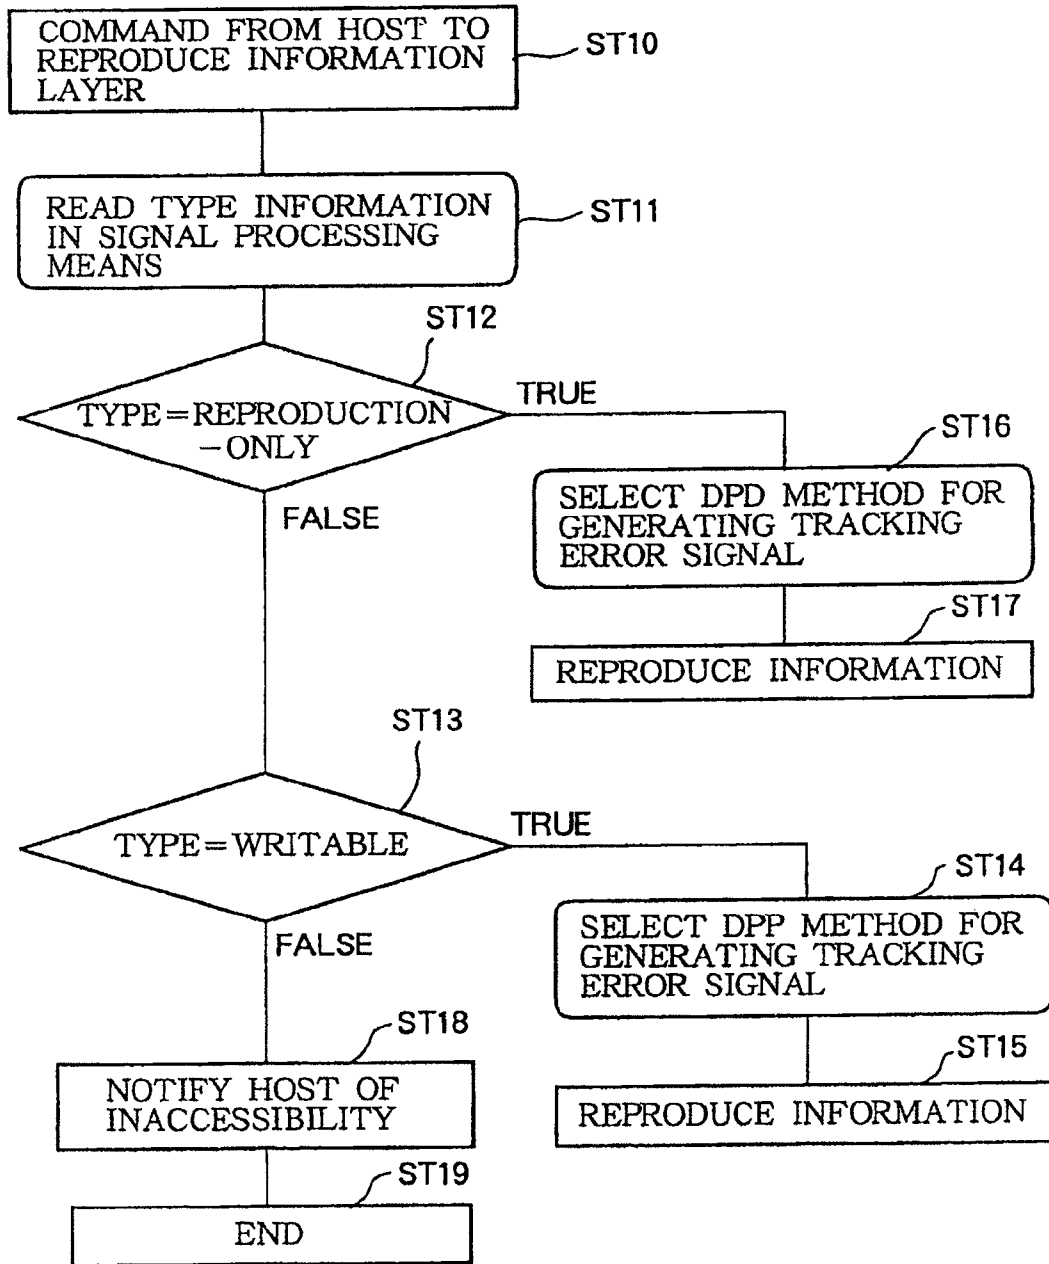 COMMAND FROM HOST TO
REPRODUCE INFORMATION
LAYER
ST10
READ TYPE INFORMATION
IN SIGNAL PROCESSING
MEANS
ST11
ST12
TYPE=REPRODUCTION
-ONLY
TRUE
FALSE
ST16
SELECT DPD METHOD FOR
GENERATING TRACKING
ERROR SIGNAL
ST17
REPRODUCE INFORMATION
ST13
TYPE=WRITABLE
TRUE
FALSE
ST14
SELECT DPP METHOD FOR
GENERATING TRACKING
ERROR SIGNAL
ST15
REPRODUCE INFORMATION
ST18
NOTIFY HOST OF
INACCESSIBILITY
ST19
END